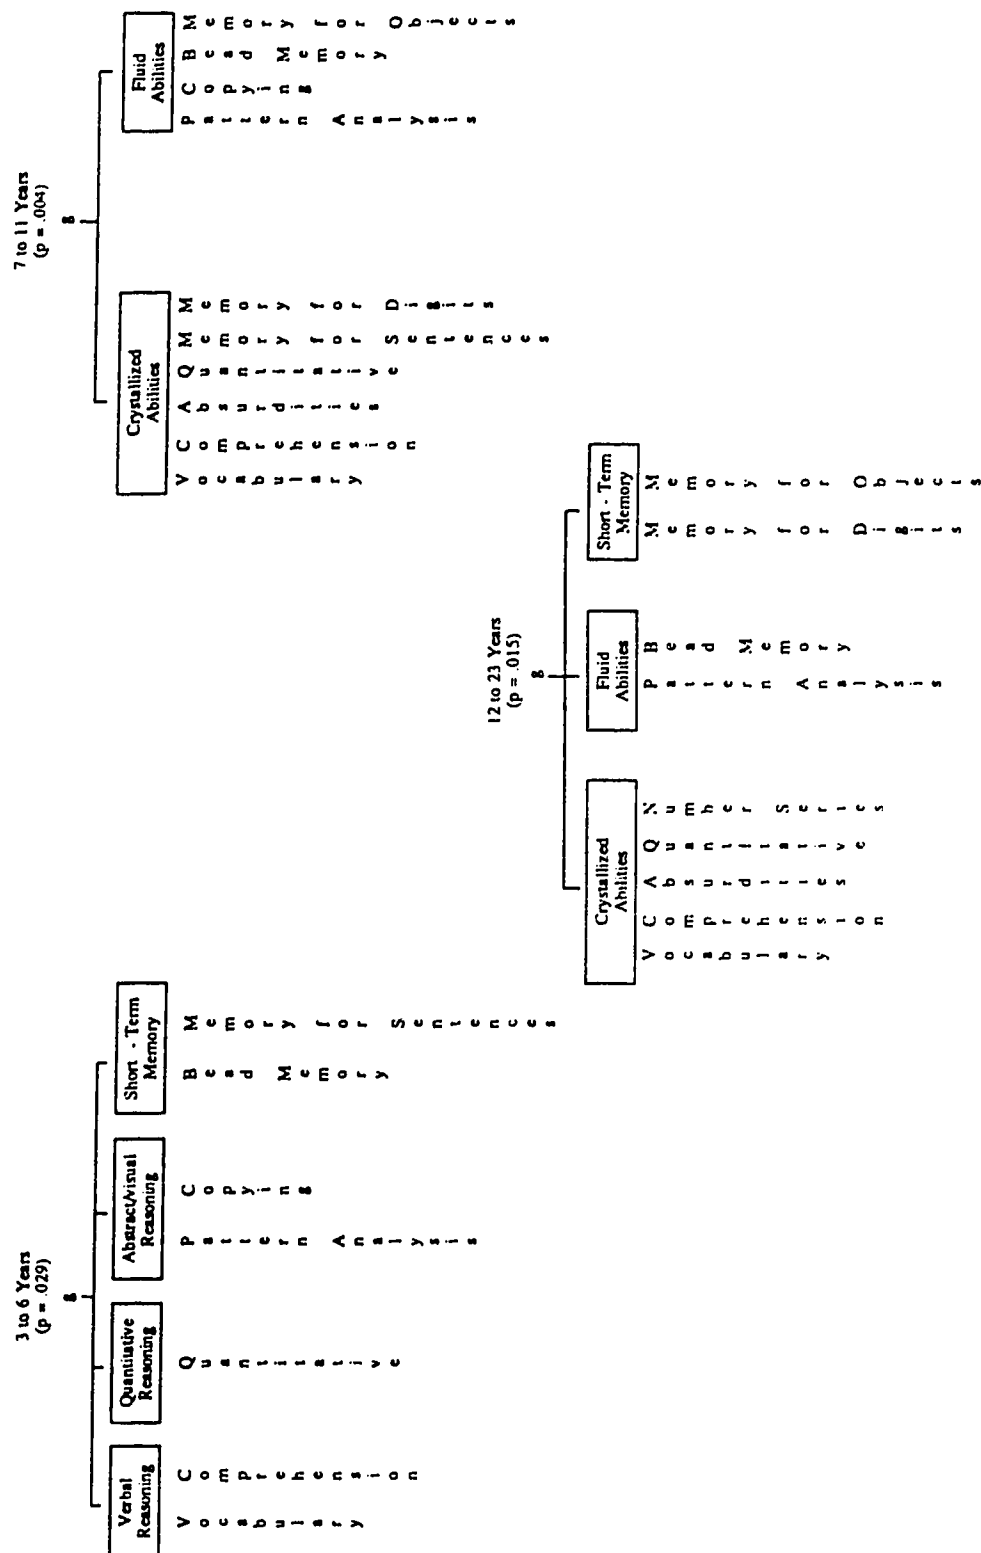 3 to 6 Years
(p = .029)
g
Verbal
Reasoning
Quantitative
Reasoning
Abstract/visual
Reasoning
Short - Term
Memory
Vocabulary
Comprehension
Quantitative
Pattern Analysis
Copying
Bead Memory
Memory for Sentences
7 to 11 Years
(p = .004)
g
Crystallized
Abilities
Fluid
Abilities
Vocabulary
Comprehension
Absurdities
Quantitative
Memory for Sentences
Memory for Digits
Pattern Analysis
Copying
Bead Memory
Memory for Objects
12 to 23 Years
(p = .015)
g
Crystallized
Abilities
Fluid
Abilities
Short - Term
Memory
Vocabulary
Comprehension
Absurdities
Quantitative
Number Series
Pattern Analysis
Bead Memory
Memory for Digits
Memory for Objects